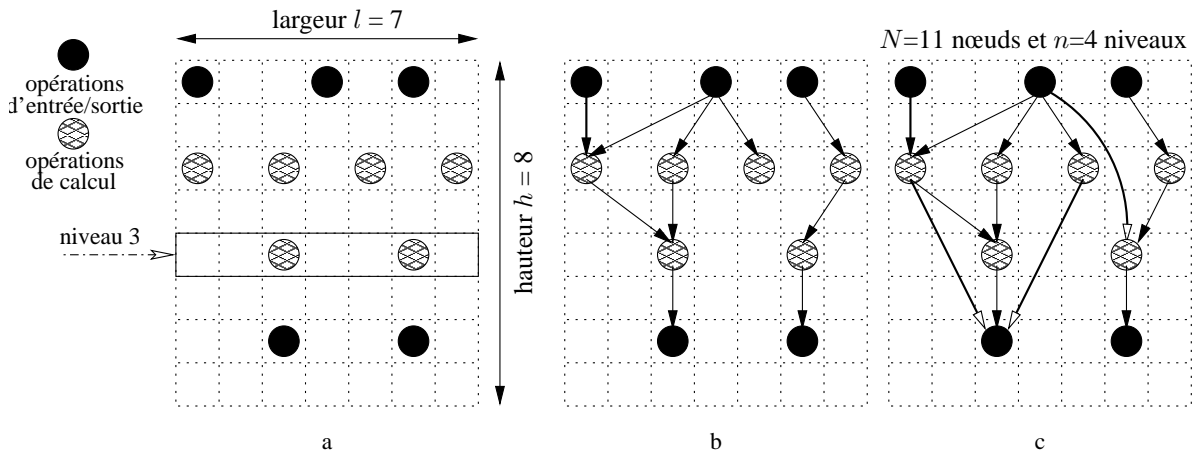 largeur l = 7
opérations
d'entrée/sortie
opérations
de calcul
niveau 3
hauteur h = 8
N=11 nœuds et n=4 niveaux
a
b
c